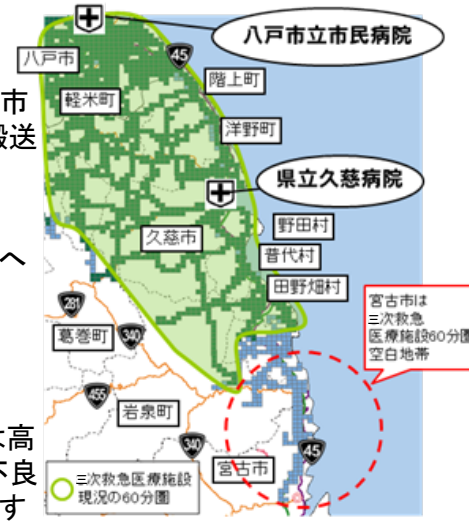 八戸市立市民病院
八戸市
45
階上町
市
軽米町
搬送
洋野町
県立久慈病院
久慈市
野田村
普代村
へ
田野畑村
宮古市は
三次救急
医療施設60分圏
空白地帯
281
葛巻町
340
455
岩泉町
は高
340
45
不良
宮古市
三次救急医療施設
現況の60分圏
す